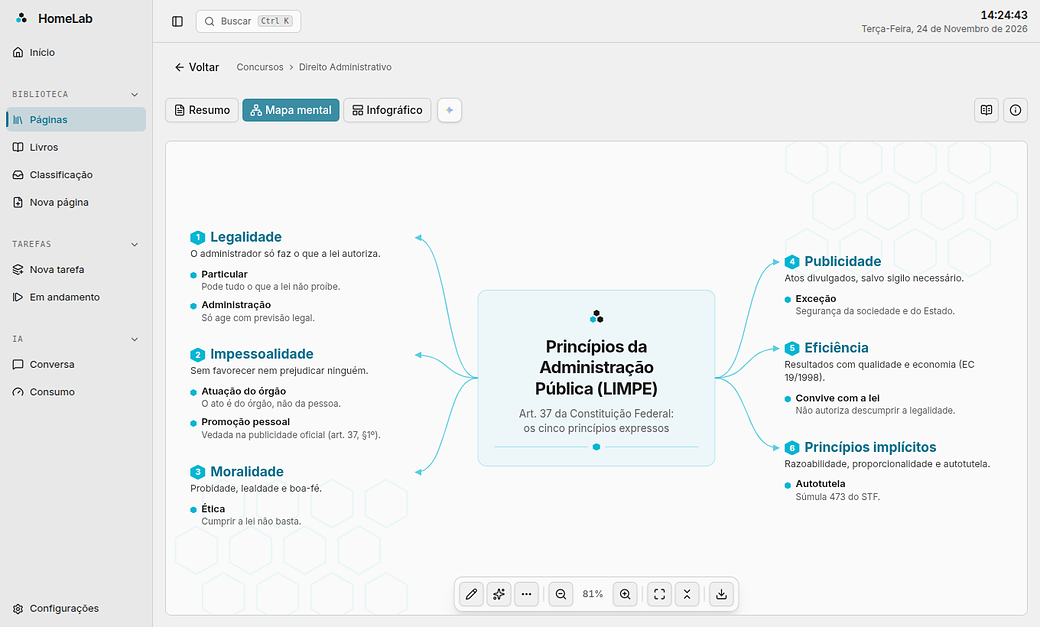 HomeLab
Buscar Ctrl K
14:24:43
Terça-Feira, 24 de Novembro de 2026
Início
BIBLIOTECA
Páginas
Livros
Classificação
Nova página
TAREFAS
Nova tarefa
Em andamento
IA
Conversa
Consumo
Configurações
Voltar
Concursos › Direito Administrativo
Resumo
Mapa mental
Infográfico
1 Legalidade
O administrador só faz o que a lei autoriza.
Particular
Pode tudo o que a lei não proíbe.
Administração
Só age com previsão legal.
2 Impessoalidade
Sem favorecer nem prejudicar ninguém.
Atuação do órgão
O ato é do órgão, não da pessoa.
Promoção pessoal
Vedada na publicidade oficial (art. 37, §1º).
3 Moralidade
Probidade, lealdade e boa-fé.
Ética
Cumprir a lei não basta.
Princípios da
Administração
Pública (LIMPE)
Art. 37 da Constituição Federal:
os cinco princípios expressos
4 Publicidade
Atos divulgados, salvo sigilo necessário.
Exceção
Segurança da sociedade e do Estado.
5 Eficiência
Resultados com qualidade e economia (EC
19/1998).
Convive com a lei
Não autoriza descumprir a legalidade.
6 Princípios implícitos
Razoabilidade, proporcionalidade e autotutela.
Autotutela
Súmula 473 do STF.
81%